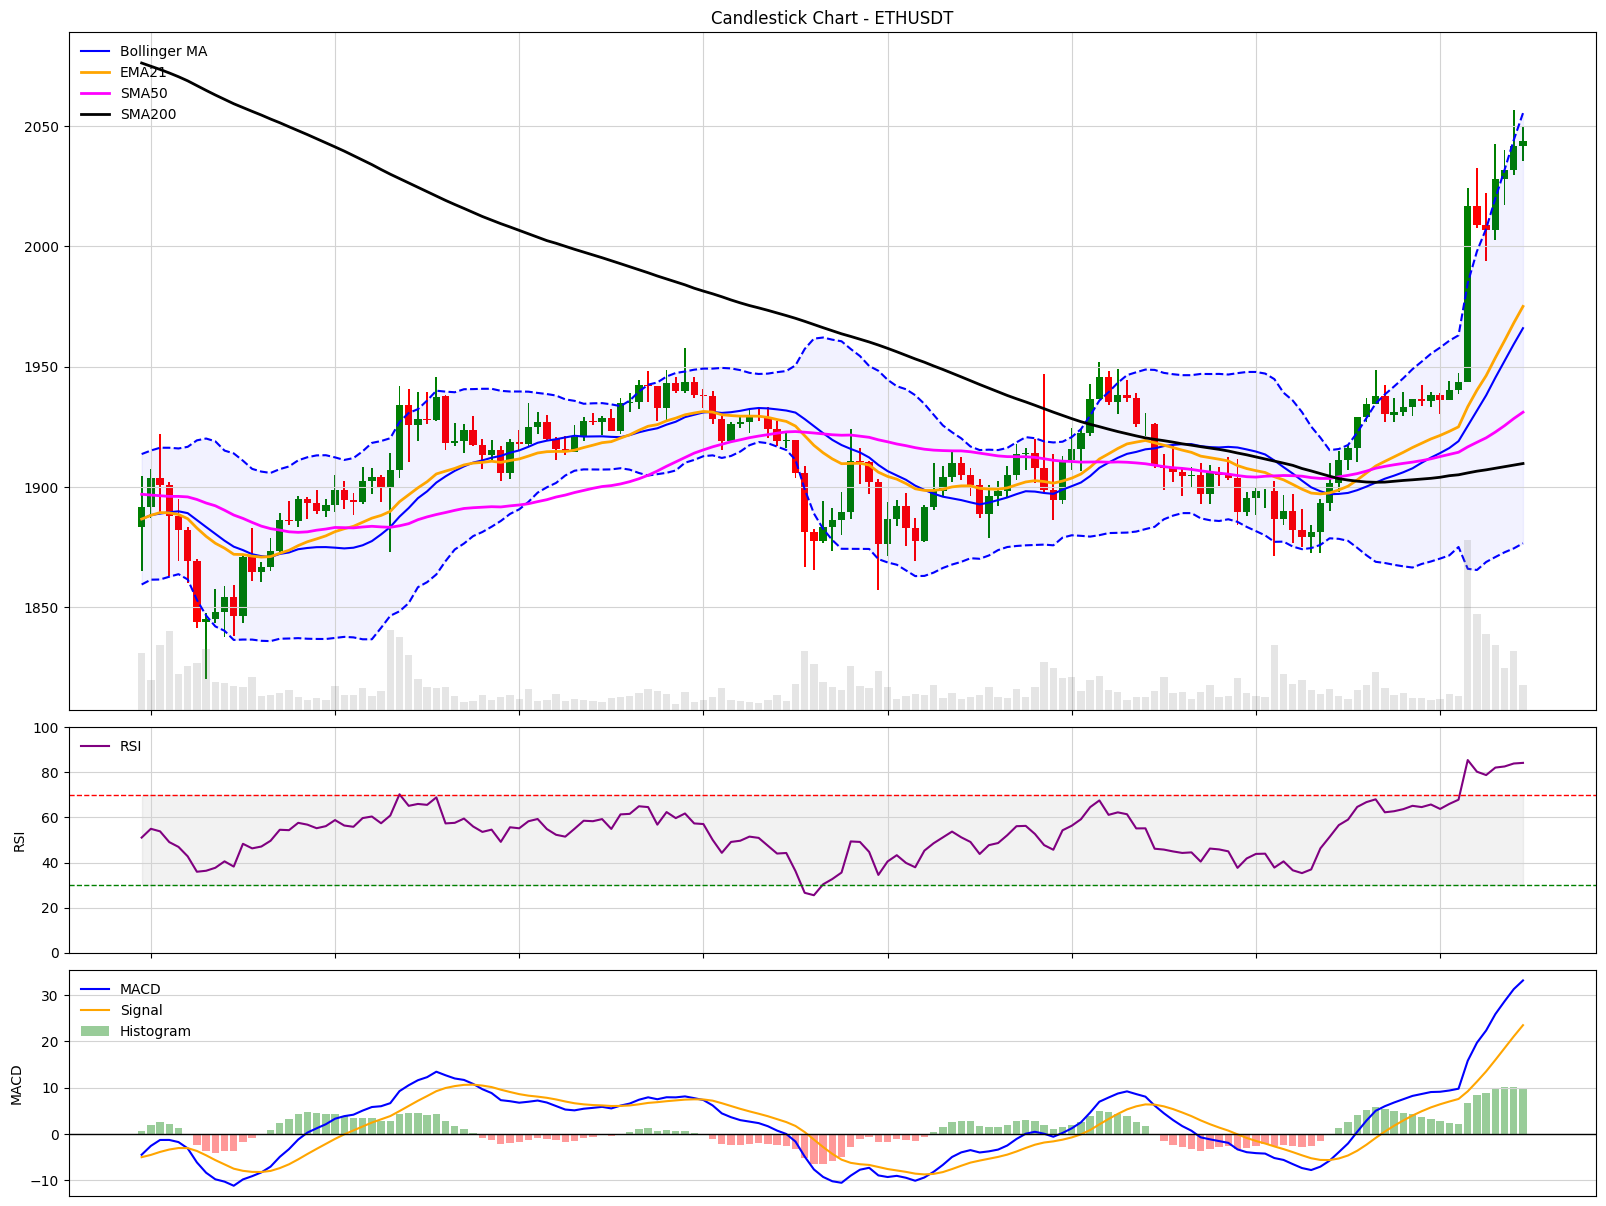 Candlestick Chart - ETHUSDT
Bollinger MA
EMA21
SMA50
SMA200
2050
2000
1950
1900
1850
100
80
60
40
20
0
RSI
RSI
30
20
10
0
−10
MACD
MACD
Signal
Histogram